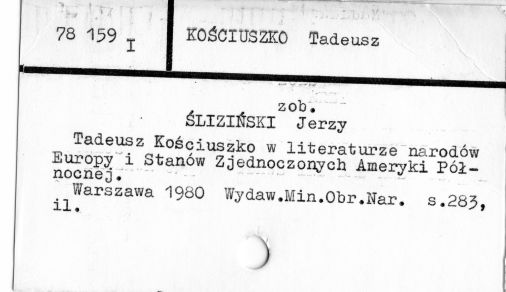 78 159 I
KOŚCIUSZKO Tadeusz
zob.
ŚLIZIŃSKI Jerzy
Tadeusz Kościuszko w literaturze narodów
Europy i Stanów Zjednoczonych Ameryki Pół-
nocnej.
Warszawa 1980 Wydaw.Min.Obr.Nar. s.283,
il.